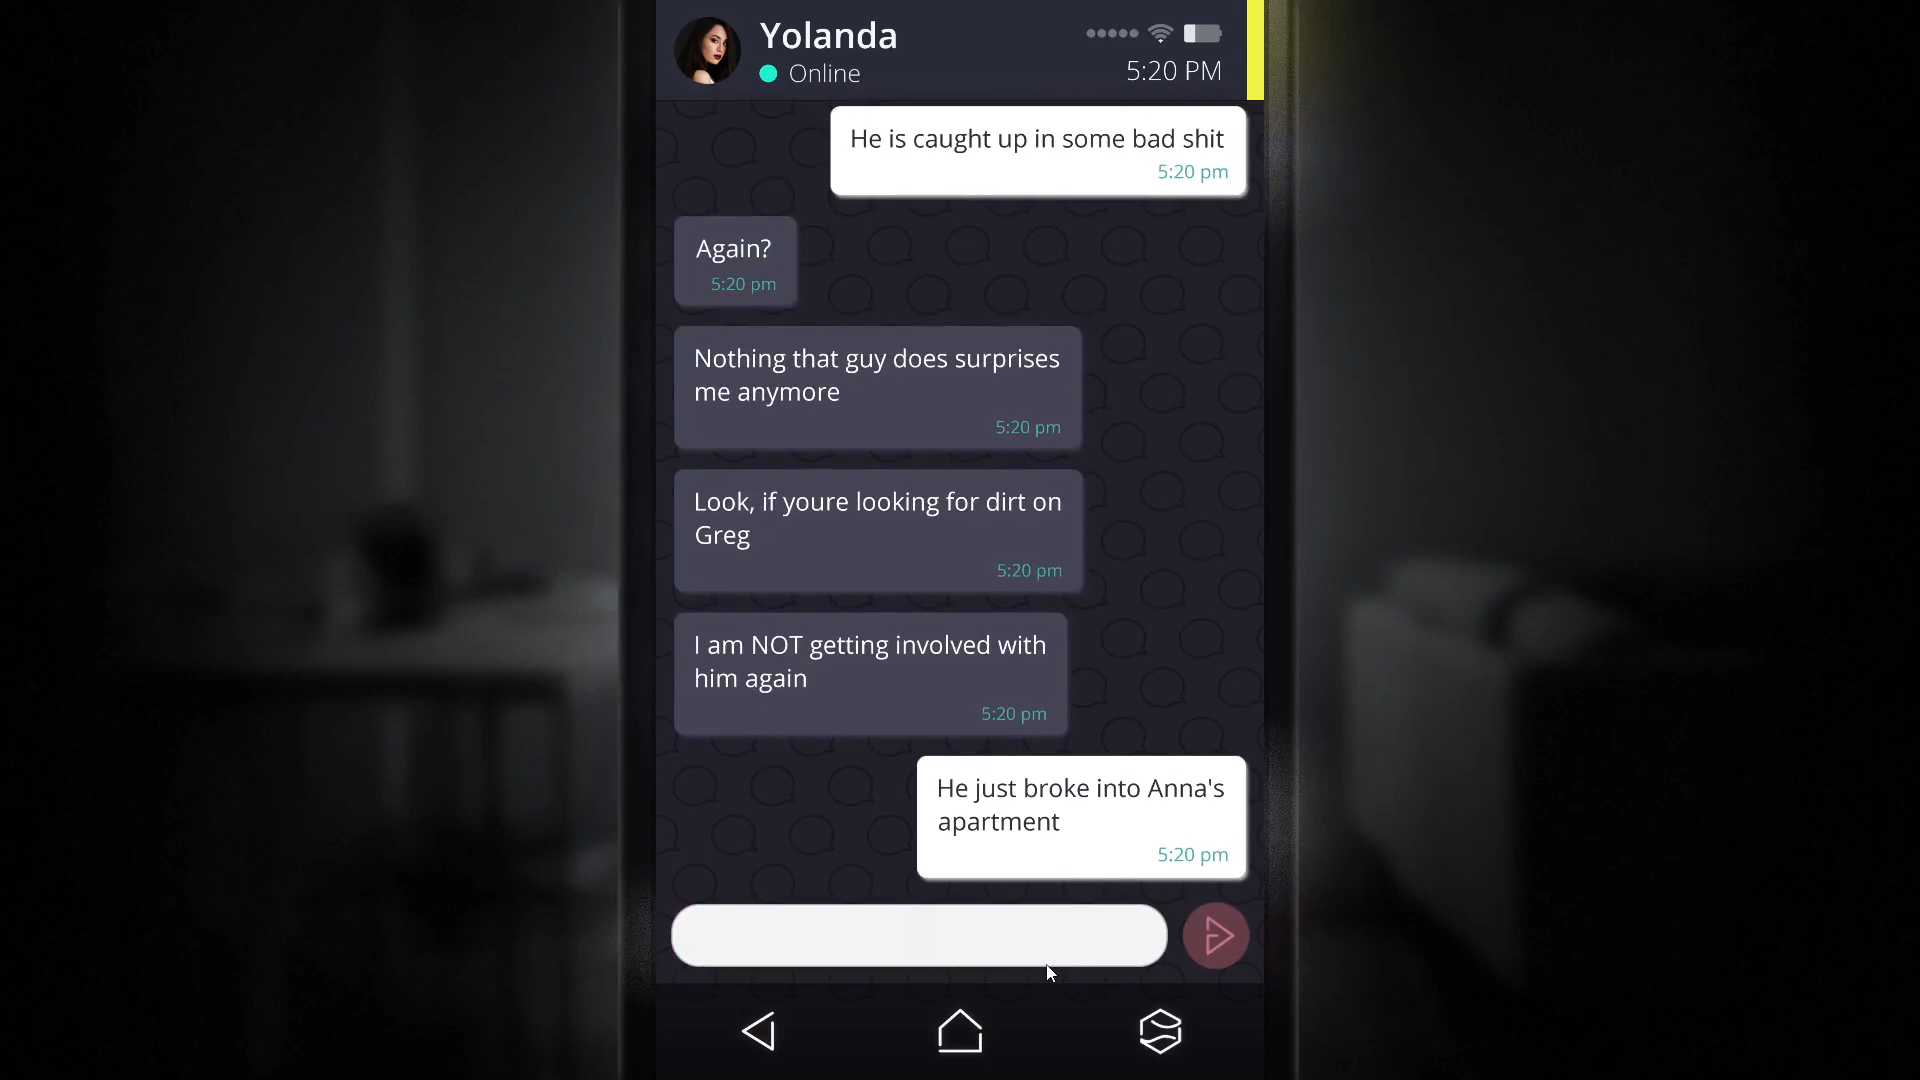 Yolanda
Online
5:20 PM
He is caught up in some bad shit
5:20 pm
Again?
5:20 pm
Nothing that guy does surprises
me anymore
5:20 pm
Look, if youre looking for dirt on
Greg
5:20 pm
I am NOT getting involved with
him again
5:20 pm
He just broke into Anna's
apartment
5:20 pm